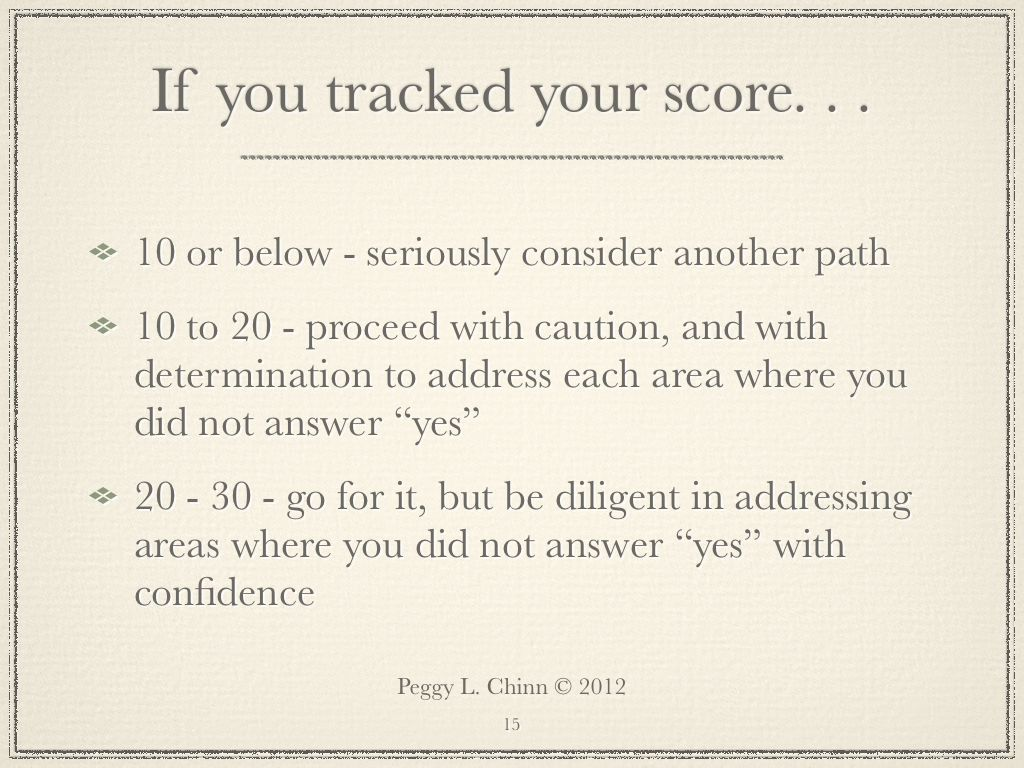 If you tracked your score. . .
10 or below - seriously consider another path
10 to 20 - proceed with caution, and with
determination to address each area where you
did not answer “yes”
20 - 30 - go for it, but be diligent in addressing
areas where you did not answer “yes” with
confidence
Peggy L. Chinn © 2012
15